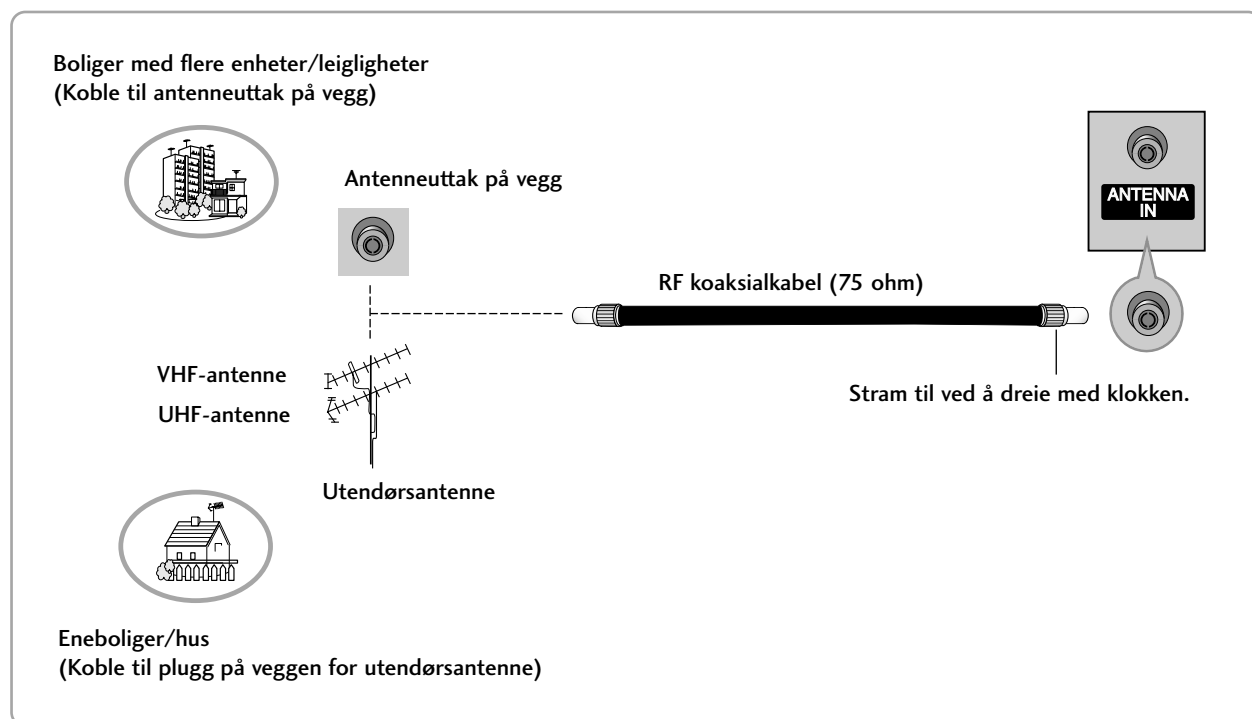 Boliger med flere enheter/leigligheter
(Koble til antenneuttak på vegg)
Antenneuttak på vegg
ANTENNA
IN
RF koaksialkabel (75 ohm)
VHF-antenne
UHF-antenne
Stram til ved å dreie med klokken.
Utendørsantenne
Eneboliger/hus
(Koble til plugg på veggen for utendørsantenne)